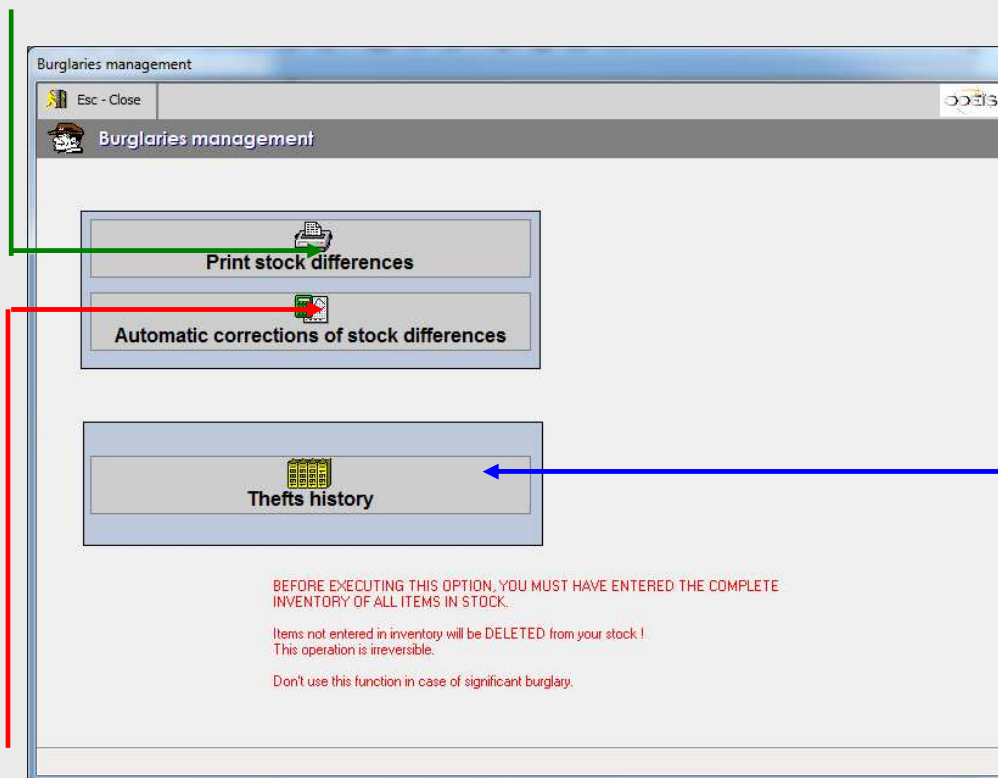 Burglaries management
Esc - Close
Burglaries management
Print stock differences
Automatic corrections of stock differences
Thefts history
BEFORE EXECUTING THIS OPTION, YOU MUST HAVE ENTERED THE COMPLETE
INVENTORY OF ALL ITEMS IN STOCK.
Items not entered in inventory will be DELETED from your stock !
This operation is irreversible.
Don't use this function in case of significant burglary.